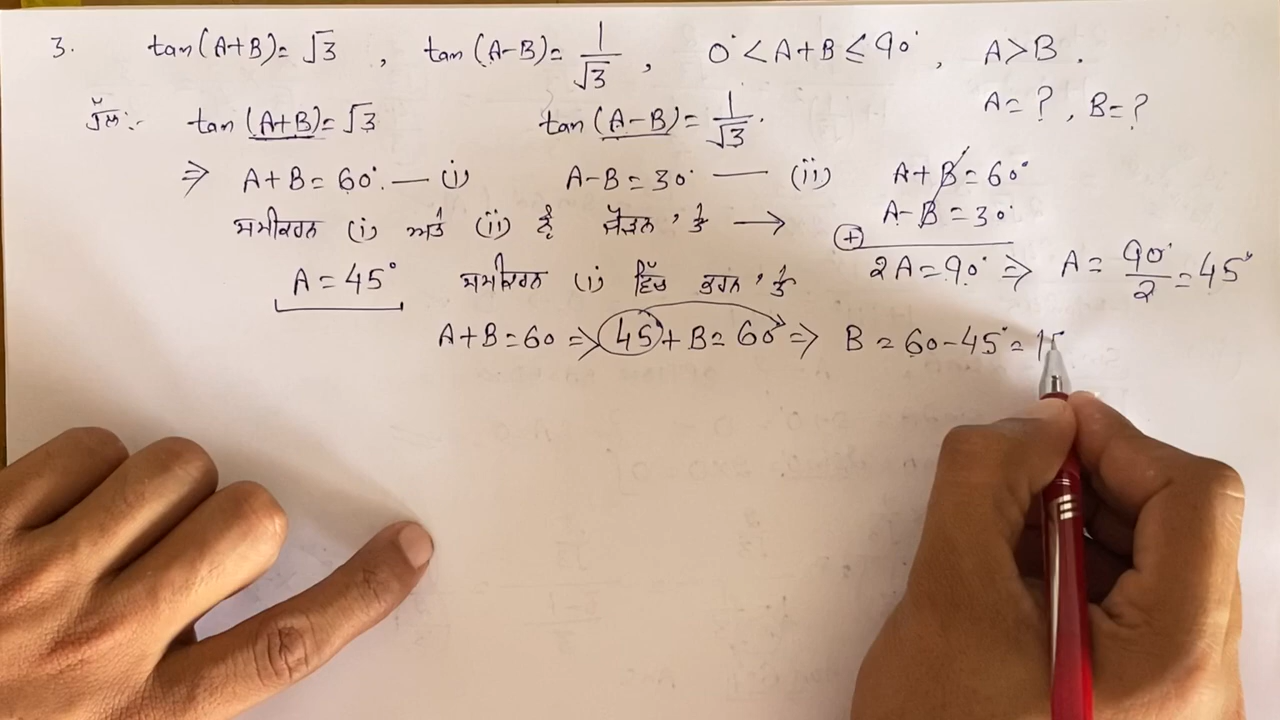 3. tan(A+B)=√3 , tan(A-B)=1/√3 , 0°<A+B≤90° , A>B .
A=? , B=?
ਹੱਲ:- tan(A+B)=√3 tan(A-B)=1/√3.
⇒ A+B=60°. — (i) A-B=30° — (ii) A+B=60°
A-B=30°
ਸਮੀਕਰਨ (i) ਅਤੇ (ii) ਨੂੰ ਜੋੜਨ 'ਤੇ →
(+) 2A=90° ⇒ A=90°/2=45°
A=45° ਸਮੀਕਰਨ (i) ਵਿੱਚ ਭਰਨ 'ਤੇ
A+B=60 ⇒ 45°+B=60° ⇒ B=60-45°=15